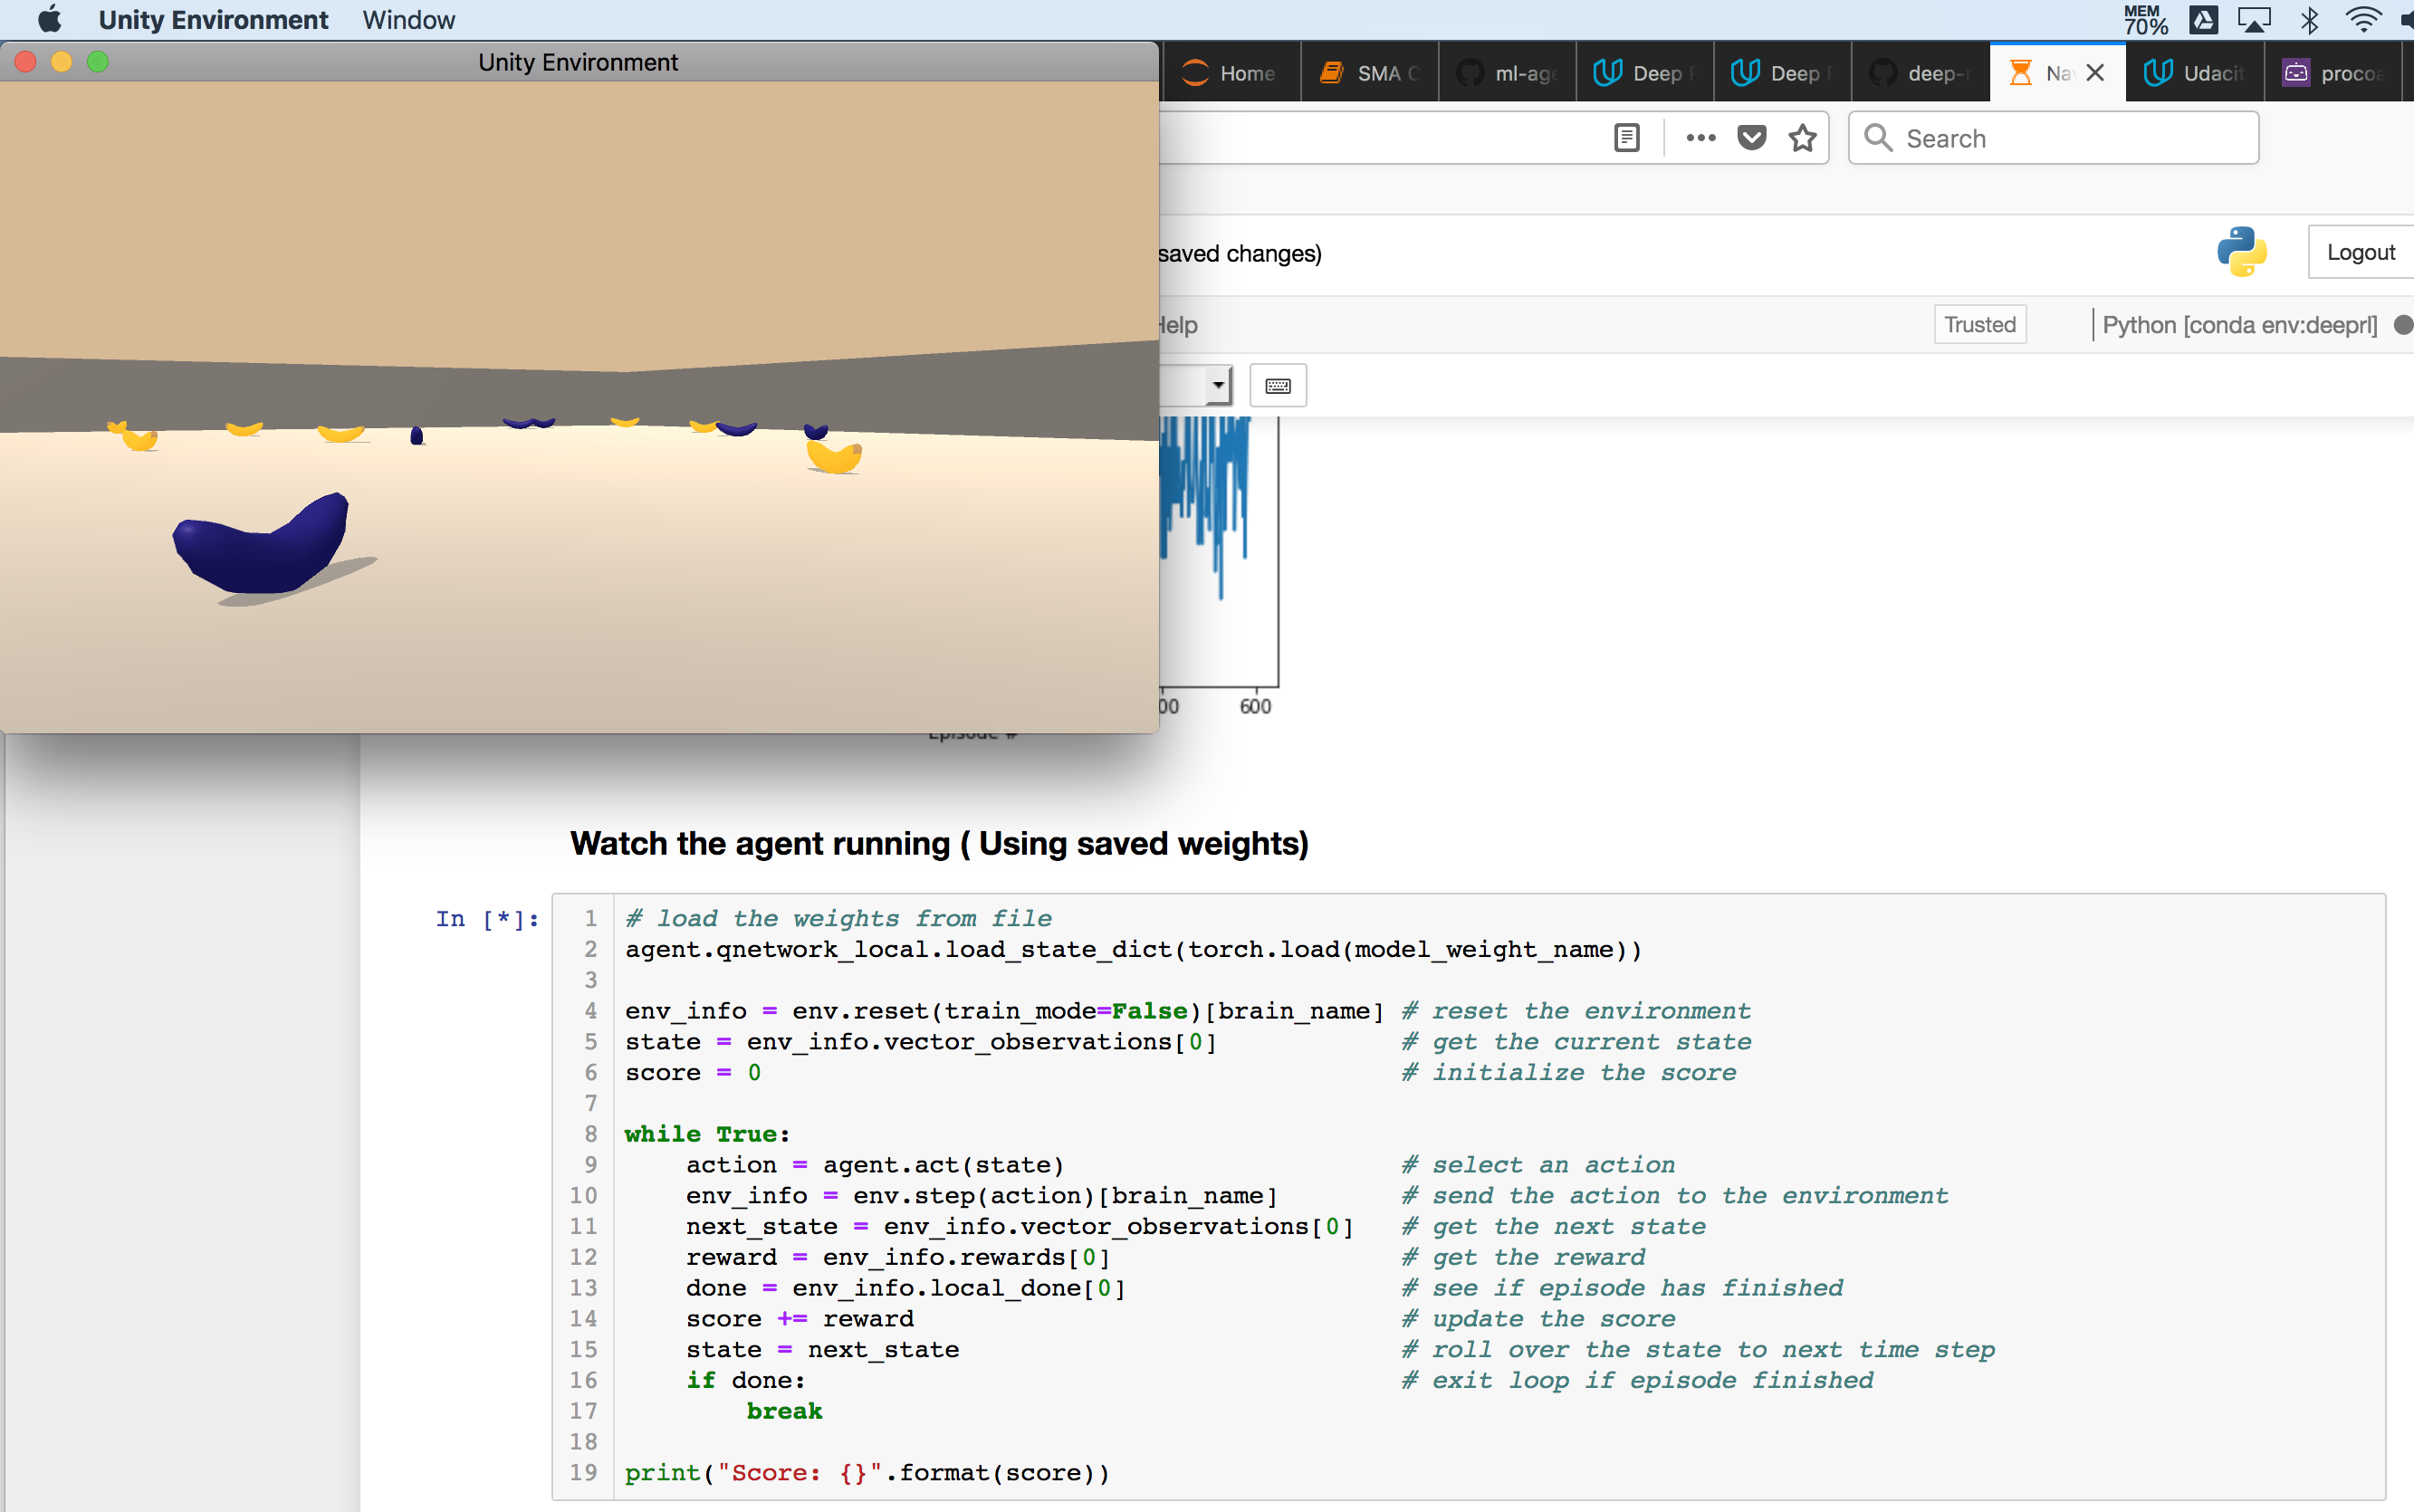 Unity Environment Window MEM 70%
Unity Environment
Home SMA ml-age Deep Deep deep- Na Udacit procoa
Search
saved changes)
Logout
Help
Trusted Python [conda env:deeprl]
600
Episode #
Watch the agent running ( Using saved weights)
In [*]:
1 # load the weights from file
2 agent.qnetwork_local.load_state_dict(torch.load(model_weight_name))
3
4 env_info = env.reset(train_mode=False)[brain_name] # reset the environment
5 state = env_info.vector_observations[0] # get the current state
6 score = 0 # initialize the score
7
8 while True:
9 action = agent.act(state) # select an action
10 env_info = env.step(action)[brain_name] # send the action to the environment
11 next_state = env_info.vector_observations[0] # get the next state
12 reward = env_info.rewards[0] # get the reward
13 done = env_info.local_done[0] # see if episode has finished
14 score += reward # update the score
15 state = next_state # roll over the state to next time step
16 if done: # exit loop if episode finished
17 break
18
19 print("Score: {}".format(score))